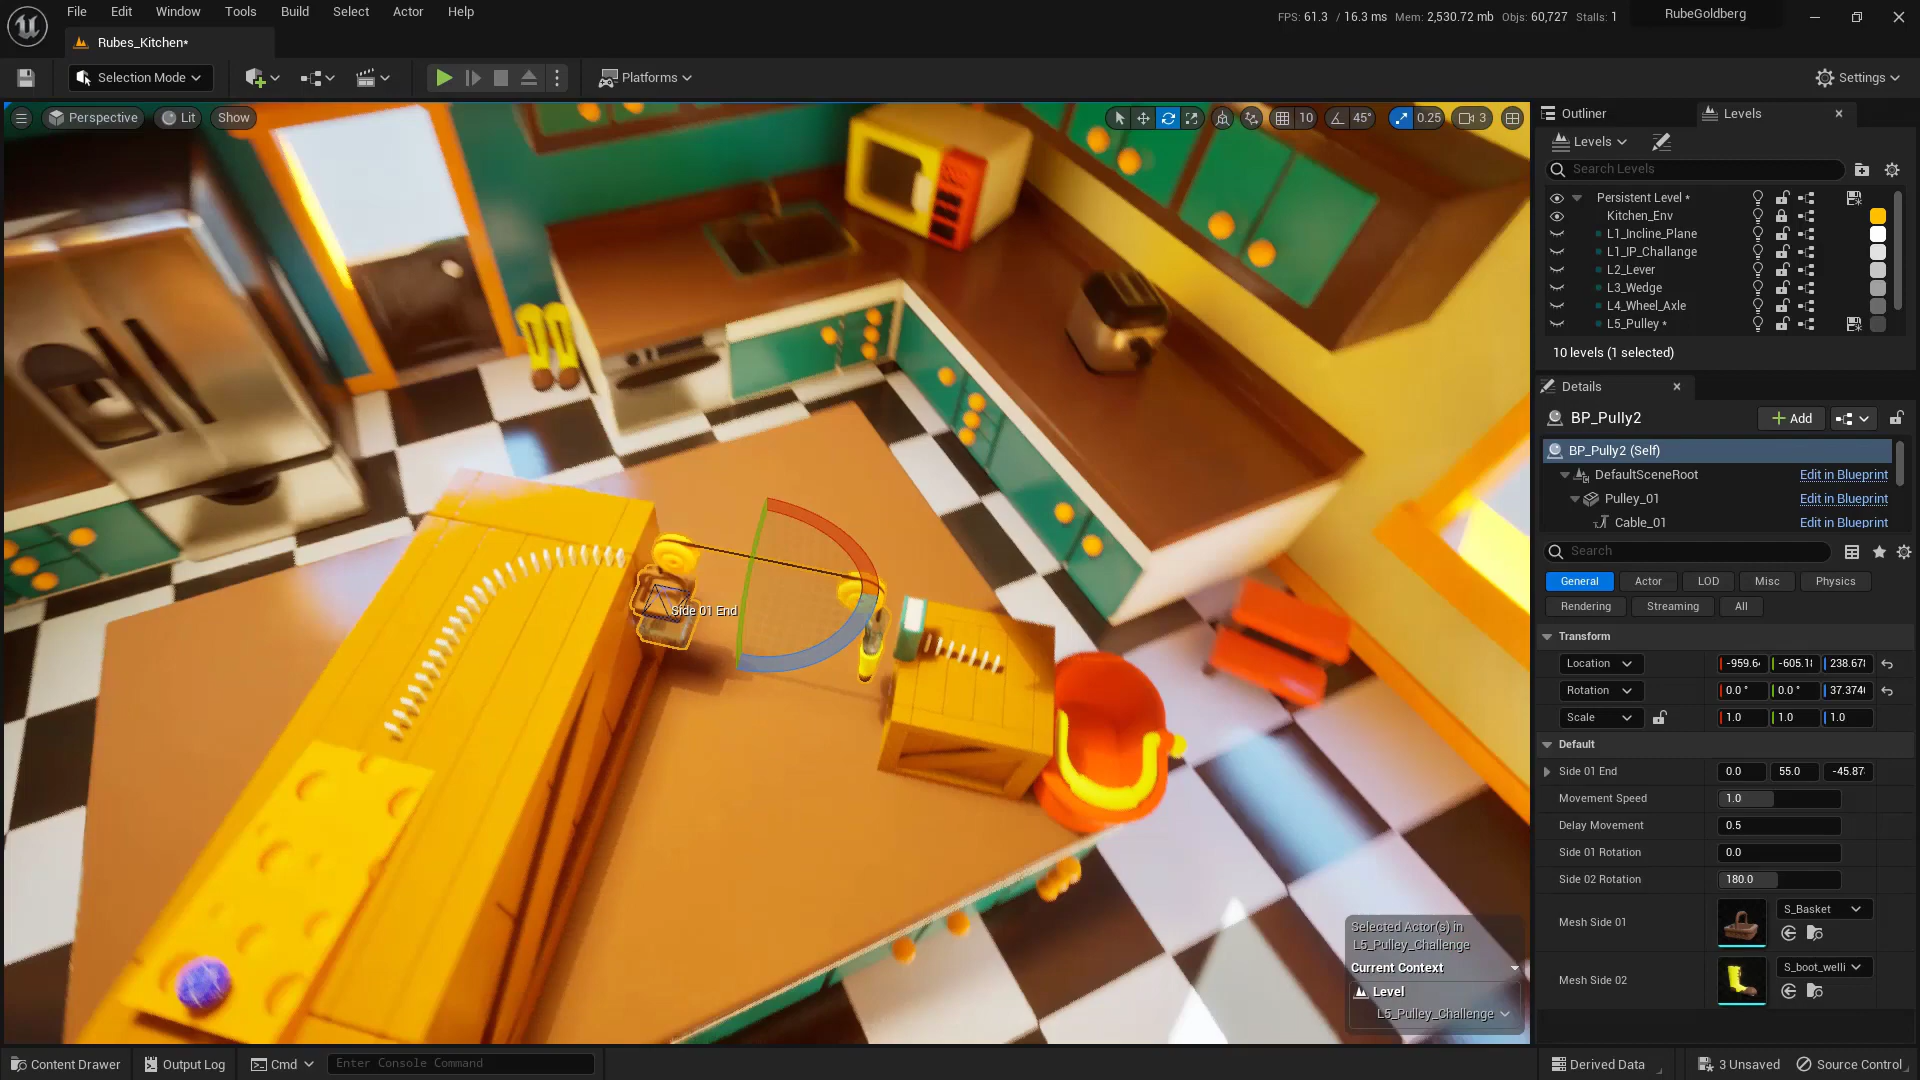 File Edit Window Tools Build Select Actor Help
FPS: 61.3 / 16.3 ms Mem: 2,530.72 mb Objs: 60,727 Stalls: 1
RubeGoldberg
Rubes_Kitchen*
Selection Mode
Platforms
Settings
Perspective Lit Show
10 45° 0.25 3
Side 01 End
Selected Actor(s) in
L5_Pulley_Challenge
Current Context
Level
L5_Pulley_Challenge
Outliner Levels
Levels
Search Levels
Persistent Level *
Kitchen_Env
L1_Incline_Plane
L1_IP_Challange
L2_Lever
L3_Wedge
L4_Wheel_Axle
L5_Pulley *
10 levels (1 selected)
Details
BP_Pully2 Add
BP_Pully2 (Self)
DefaultSceneRoot Edit in Blueprint
Pulley_01 Edit in Blueprint
Cable_01 Edit in Blueprint
Search
General Actor LOD Misc Physics
Rendering Streaming All
Transform
Location -959.6 -605.1 238.67
Rotation 0.0 ° 0.0 ° 37.374
Scale 1.0 1.0 1.0
Default
Side 01 End 0.0 55.0 -45.87
Movement Speed 1.0
Delay Movement 0.5
Side 01 Rotation 0.0
Side 02 Rotation 180.0
Mesh Side 01 S_Basket
Mesh Side 02 S_boot_welli
Content Drawer Output Log Cmd Enter Console Command
Derived Data 3 Unsaved Source Control